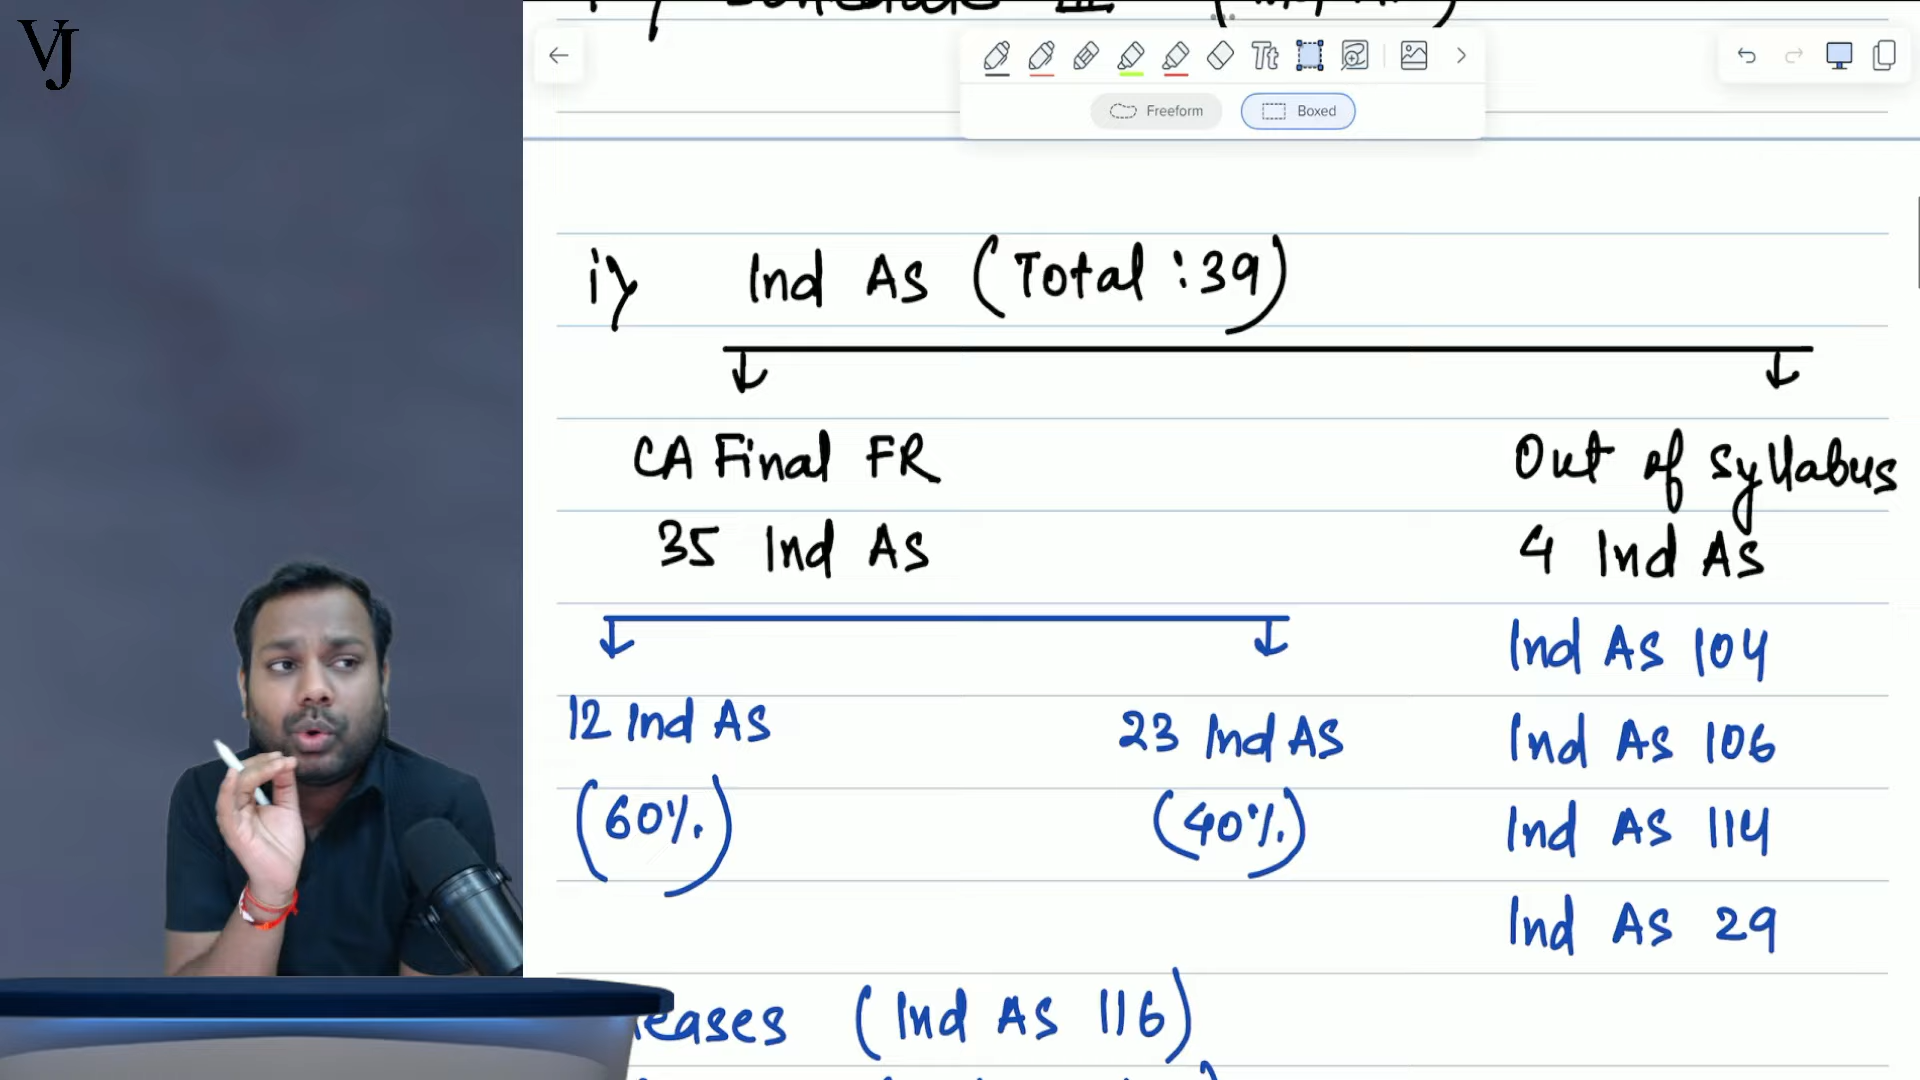 VJ
Freeform Boxed
i) Ind AS (Total : 39)
CA Final FR
35 Ind AS
Out of Syllabus
4 Ind AS
Ind AS 104
12 Ind AS (60%)
23 Ind AS (40%)
Ind AS 106
Ind AS 114
Ind AS 29
(Ind AS 116)